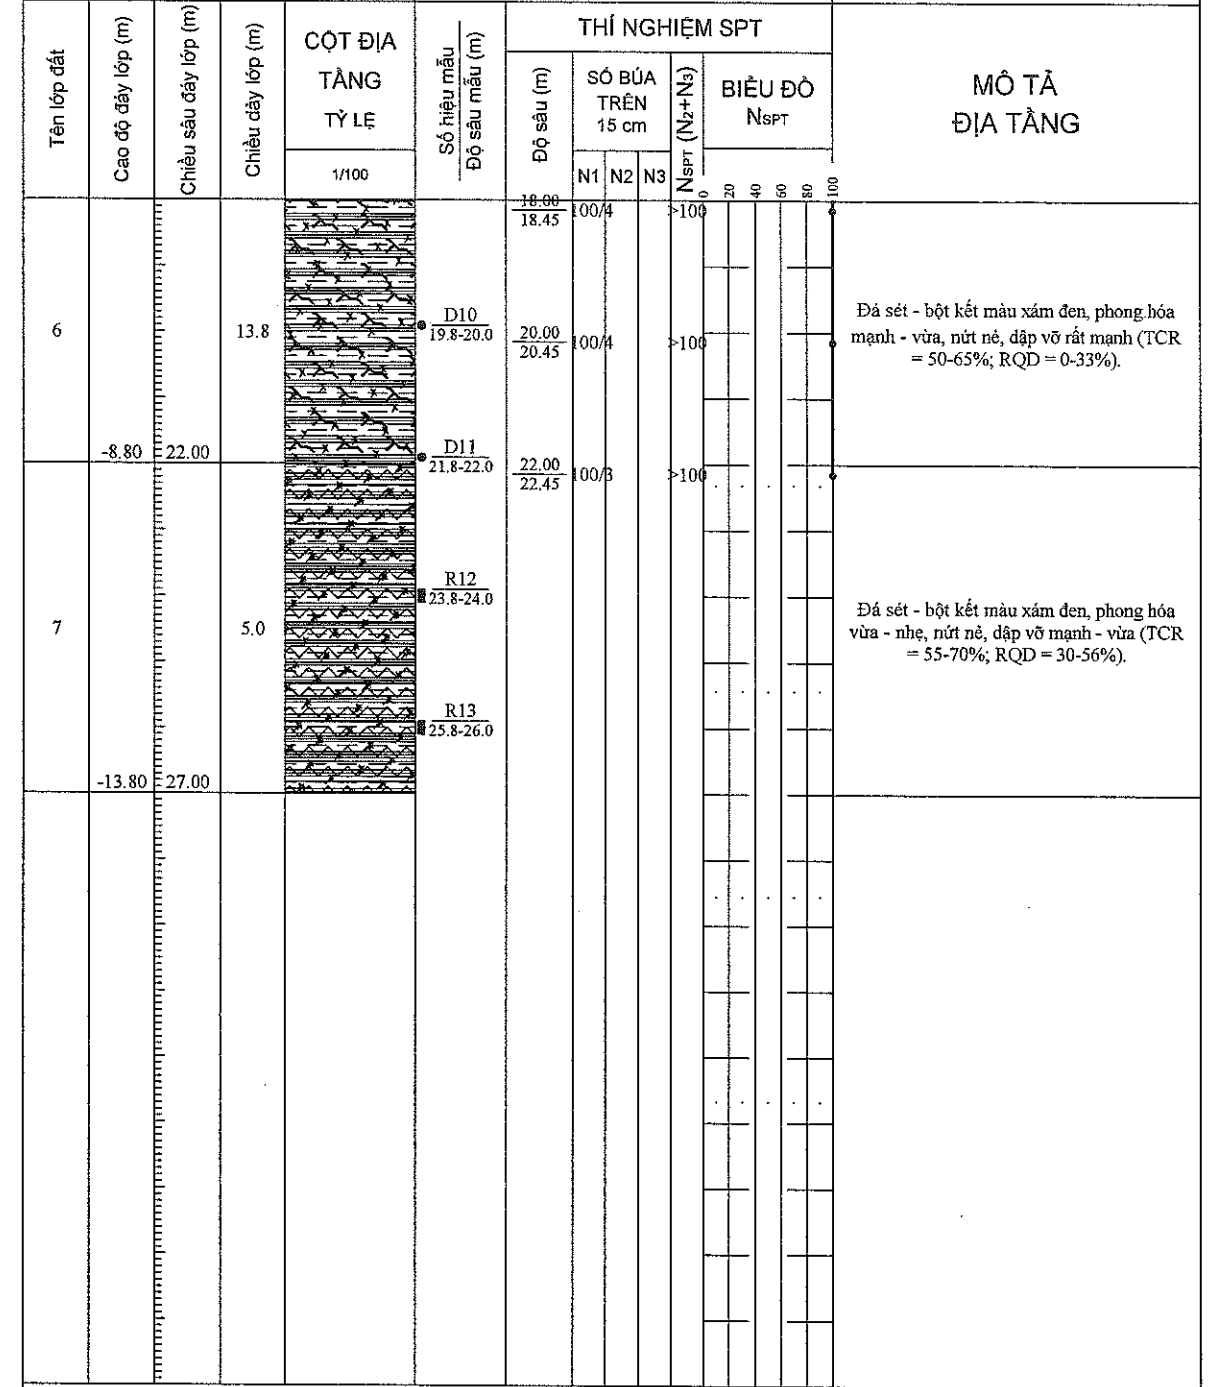 Tên lớp đất
Cao độ đáy lớp (m)
Chiều sâu đáy lớp (m)
Chiều dày lớp (m)
CỘT ĐỊA
TẦNG
TỶ LỆ
1/100
Số hiệu mẫu
Độ sâu mẫu (m)
THÍ NGHIỆM SPT
Độ sâu (m)
SỐ BÚA
TRÊN
15 cm
N1 N2 N3
NSPT (N2+N3)
BIỂU ĐỒ
NSPT
0 20 40 60 80 100
MÔ TẢ
ĐỊA TẦNG
18.00
18.45
100/4
>100
6
13.8
D10
19.8-20.0
20.00
20.45
100/4
>100
Đá sét - bột kết màu xám đen, phong hóa
mạnh - vừa, nứt nẻ, dập vỡ rất mạnh (TCR
= 50-65%; RQD = 0-33%).
-8.80
22.00
D11
21.8-22.0
22.00
22.45
100/3
>100
R12
23.8-24.0
7
5.0
Đá sét - bột kết màu xám đen, phong hóa
vừa - nhẹ, nứt nẻ, dập vỡ mạnh - vừa (TCR
= 55-70%; RQD = 30-56%).
R13
25.8-26.0
-13.80
27.00